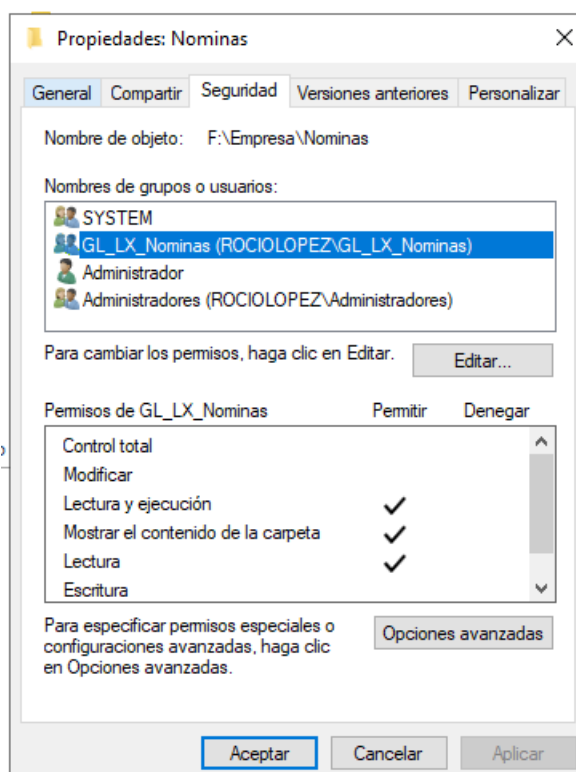 Propiedades: Nominas
General Compartir Seguridad Versiones anteriores Personalizar
Nombre de objeto: F:\Empresa\Nominas
Nombres de grupos o usuarios:
SYSTEM
GL_LX_Nominas (ROCIOLOPEZ\GL_LX_Nominas)
Administrador
Administradores (ROCIOLOPEZ\Administradores)
Para cambiar los permisos, haga clic en Editar. Editar...
Permisos de GL_LX_Nominas Permitir Denegar
Control total
Modificar
Lectura y ejecución
Mostrar el contenido de la carpeta
Lectura
Escritura
Para especificar permisos especiales o
configuraciones avanzadas, haga clic
en Opciones avanzadas.
Opciones avanzadas
Aceptar Cancelar Aplicar